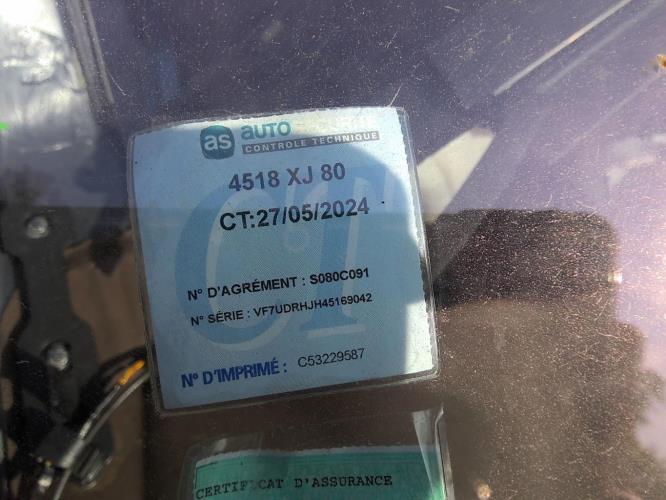 as AUTO
CONTROLE TECHNIQUE
4518 XJ 80
CT:27/05/2024
N° D'AGRÉMENT : S080C091
N° SÉRIE : VF7UDRHJH45169042
CT
N° D'IMPRIMÉ : C53229587
CERTIFICAT D'ASSURANCE